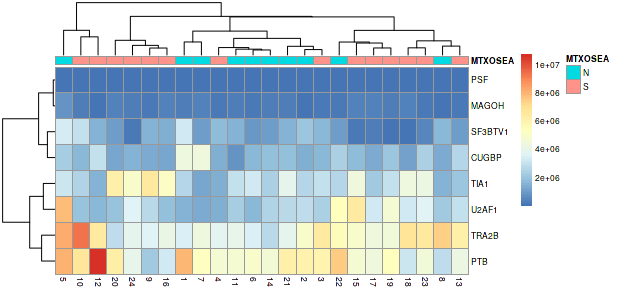 MTXOSEA
PSF
MAGOH
SF3BTV1
CUGBP
TIA1
U2AF1
TRA2B
PTB
5 10 12 20 24 9 16 1 7 4 11 6 14 21 2 3 22 15 17 19 18 23 8 13
1e+07
8e+06
6e+06
4e+06
2e+06
MTXOSEA
N
S